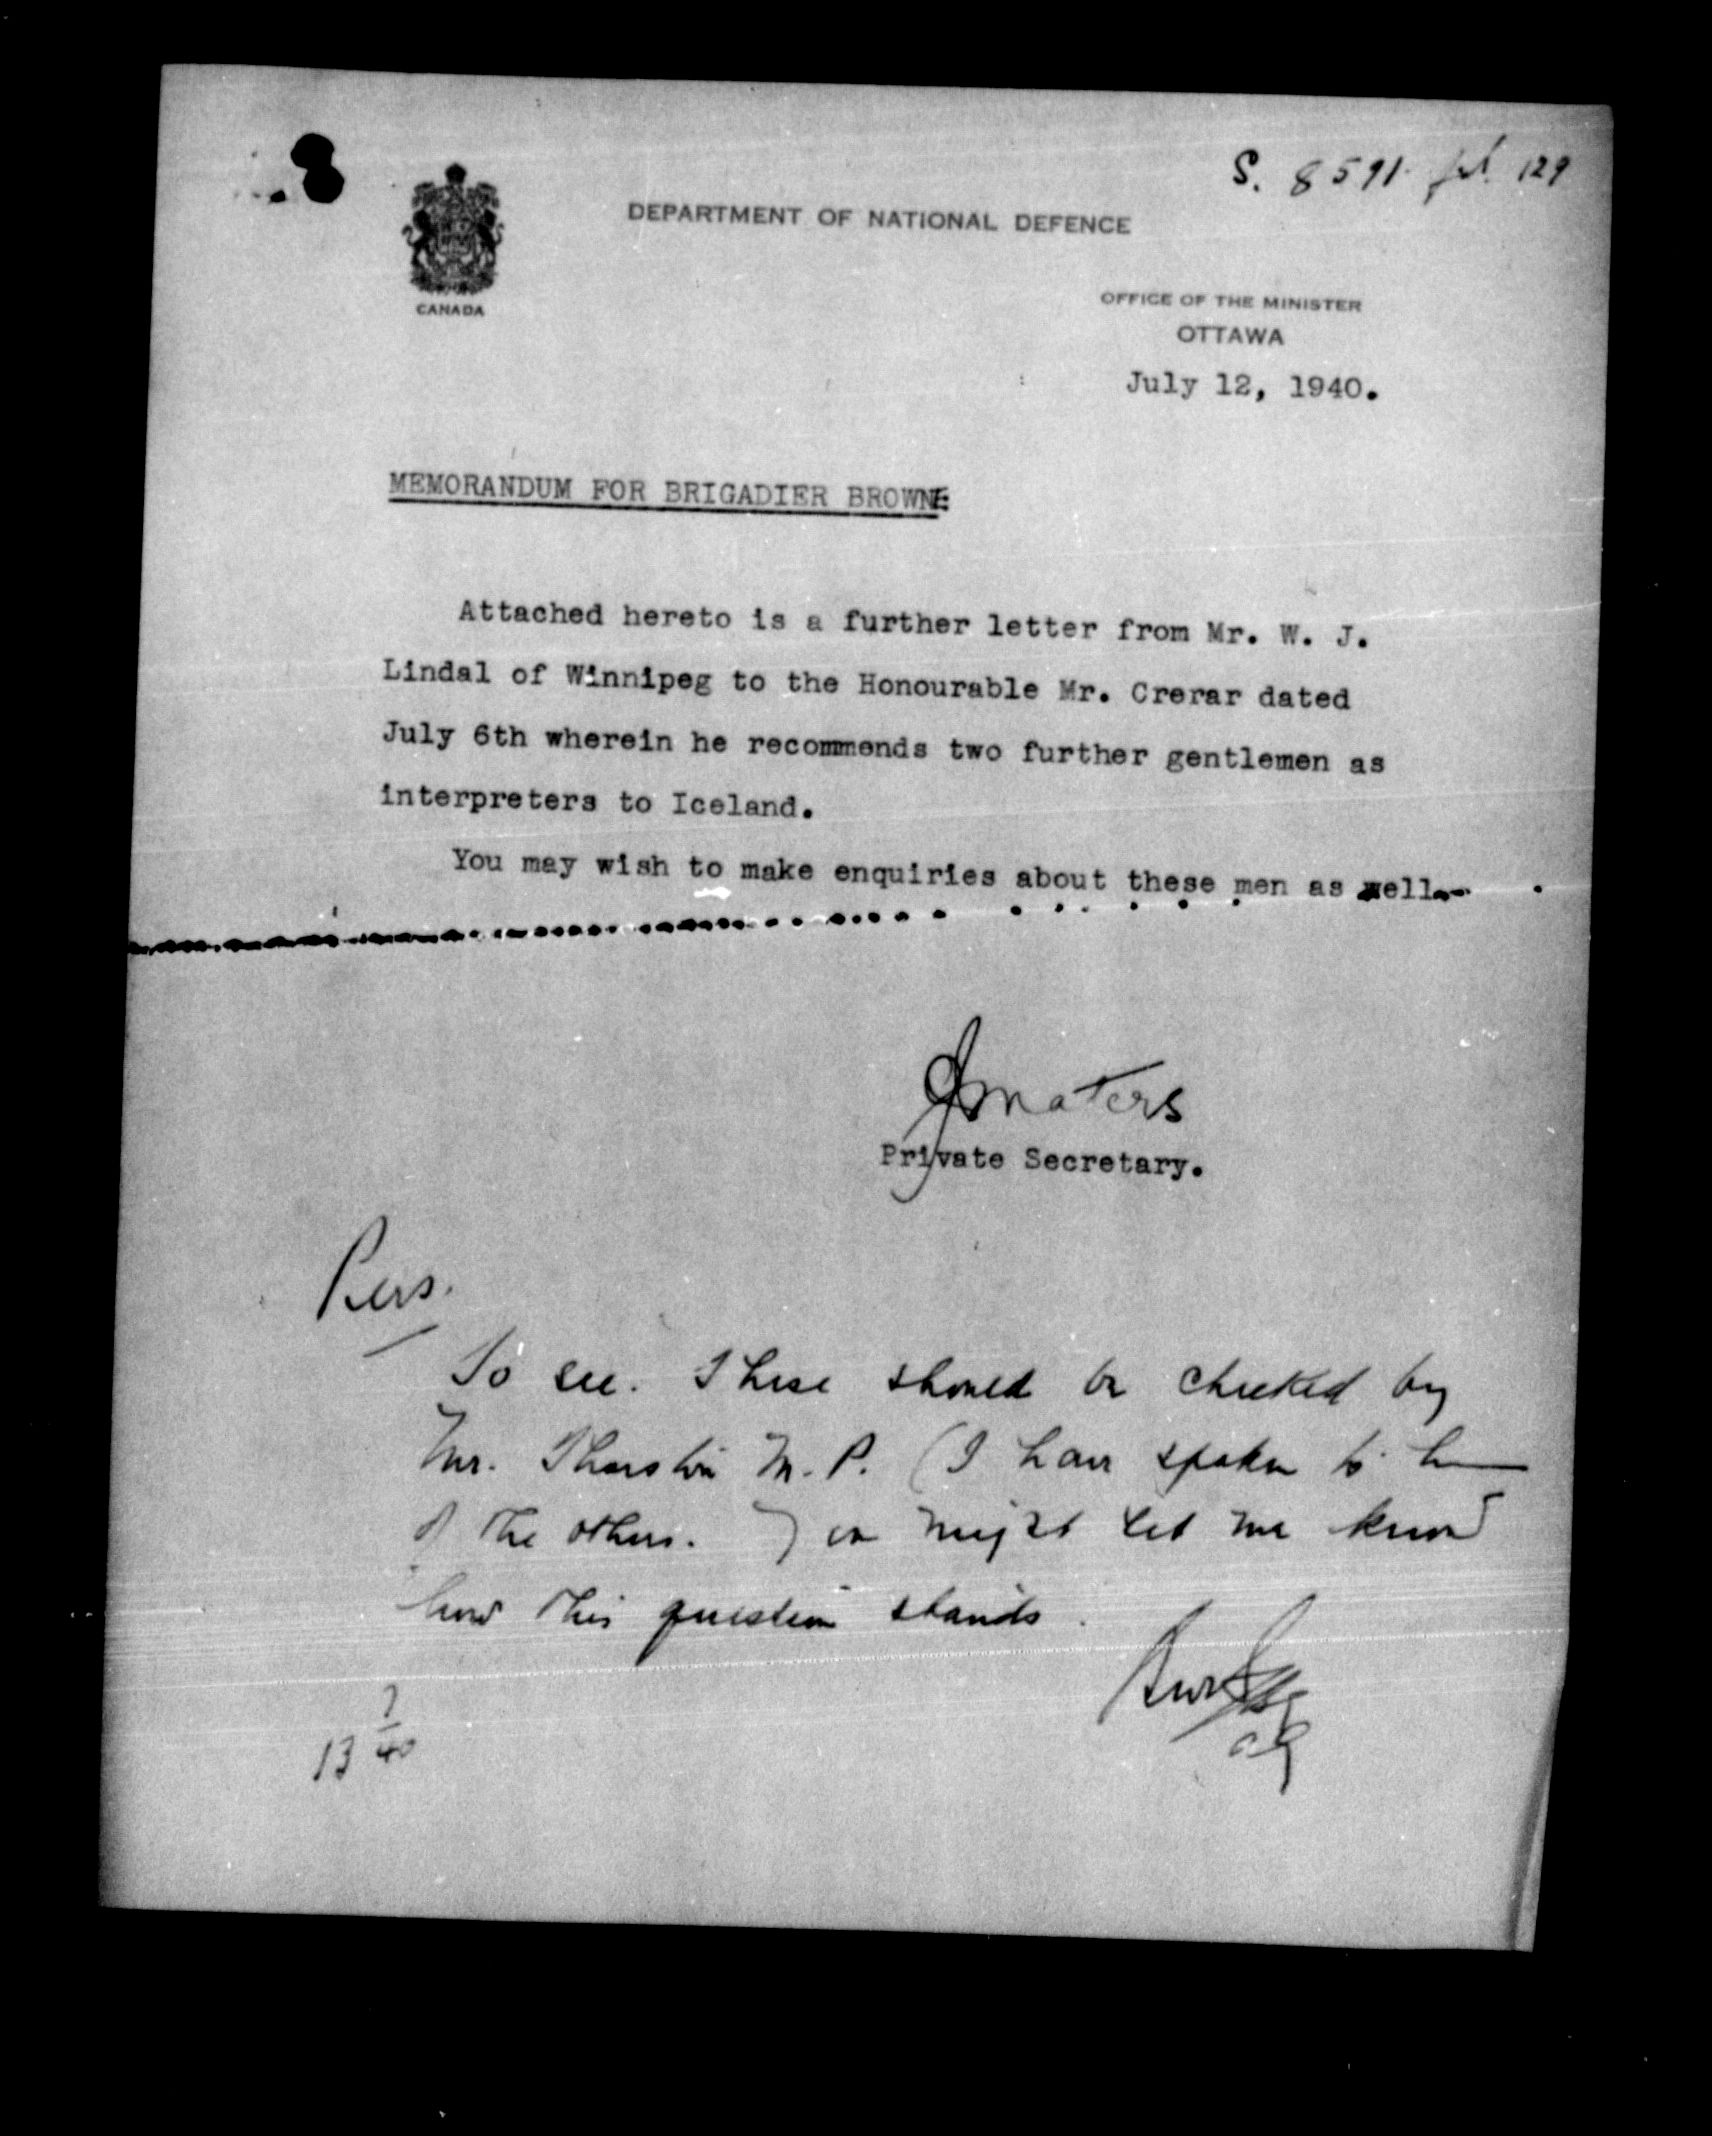 S. 8591 129
DEPARTMENT OF NATIONAL DEFENCE
CANADA
OFFICE OF THE MINISTER
OTTAWA
July 12, 1940.
MEMORANDUM FOR BRIGADIER BROWNE
Attached hereto is a further letter from Mr. W. J.
Lindal of Winnipeg to the Honourable Mr. Crerar dated
July 6th wherein he recommends two further gentlemen as
interpreters to Iceland.
You may wish to make enquiries about these men as well.
Private Secretary.
Pers.
To see. These should be checked by
Mr. Thorson M.P. (I have spoken to him
of the others. You might let me know
how this question stands.
AG
13 7/40